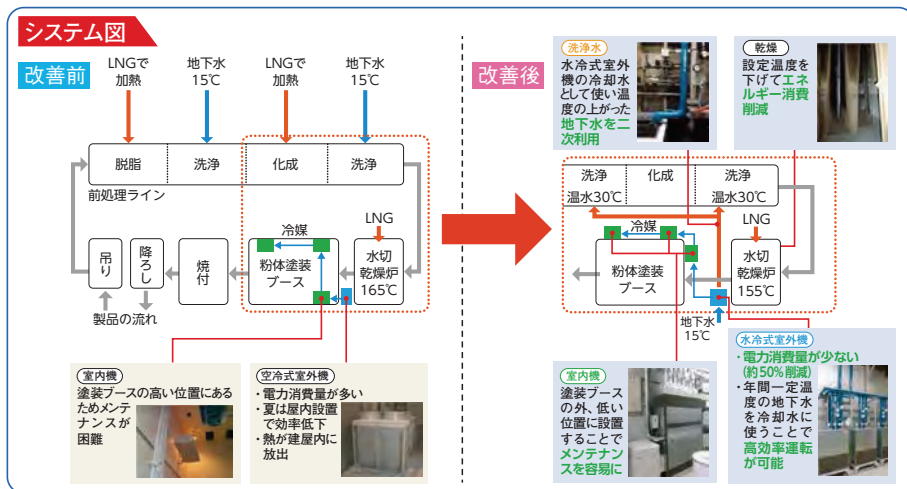 システム図
改善前
LNGで
加熱
地下水
15℃
LNGで
加熱
地下水
15℃
脱脂
洗浄
化成
洗浄
前処理ライン
吊り
降ろし
焼付
冷媒
粉体塗装
ブース
LNG
水切
乾燥炉
165℃
製品の流れ
室内機
塗装ブースの高い位置にある
ためメンテ
ナンスが
困難
空冷式室外機
・電力消費量が多い
・夏は屋内設置
で効率低下
・熱が建屋内に
放出
改善後
洗浄水
水冷式室外
機の冷却水
として使い温
度の上がった
地下水を二
次利用
乾燥
設定温度を
下げてエネ
ルギー消費
削減
洗浄
温水30℃
化成
洗浄
温水30℃
冷媒
粉体塗装
ブース
LNG
水切
乾燥炉
155℃
地下水
15℃
室内機
塗装ブース
の外、低い
位置に設置
することで
メンテナン
スを容易に
水冷式室外機
・電力消費量が少ない
(約50%削減)
・年間一定温
度の地下水
を冷却水に
使うことで
高効率運転
が可能